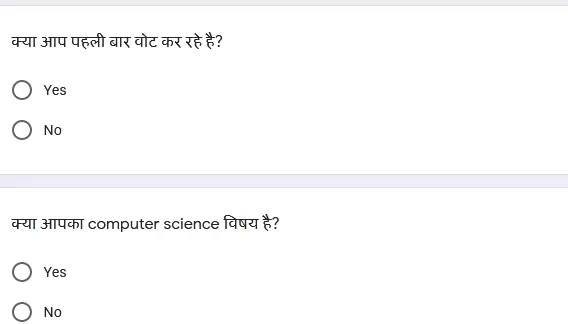 क्या आप पहली बार वोट कर रहे है?
Yes
No
क्या आपका computer science विषय है?
Yes
No